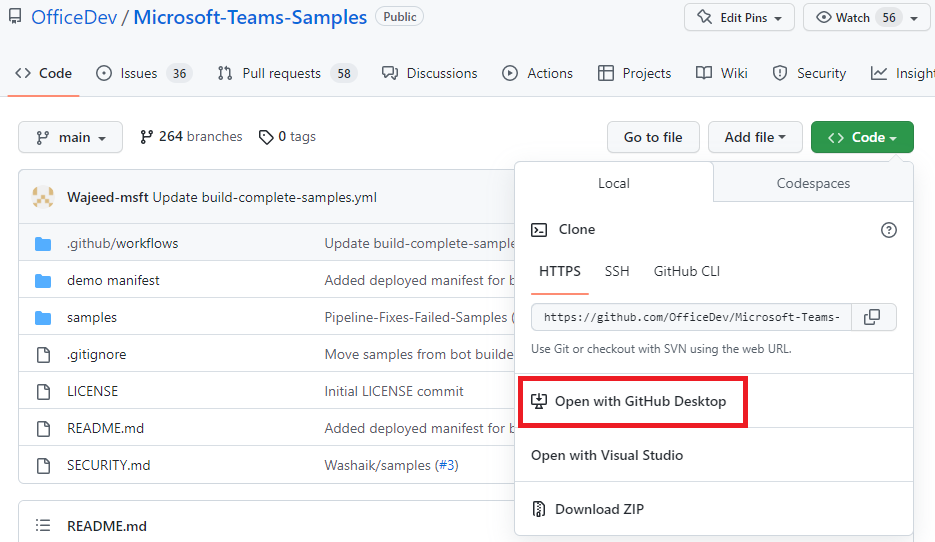 OfficeDev / Microsoft-Teams-Samples Public Edit Pins Watch 56
Code Issues 36 Pull requests 58 Discussions Actions Projects Wiki Security Insigh
main 264 branches 0 tags Go to file Add file Code
Wajeed-msft Update build-complete-samples.yml
.github/workflows Update build-complete-sample
demo manifest Added deployed manifest for b
samples Pipeline-Fixes-Failed-Samples (
.gitignore Move samples from bot builde
LICENSE Initial LICENSE commit
README.md Added deployed manifest for b
SECURITY.md Washaik/samples (#3)
README.md
Local Codespaces
Clone
HTTPS SSH GitHub CLI
https://github.com/OfficeDev/Microsoft-Teams-
Use Git or checkout with SVN using the web URL.
Open with GitHub Desktop
Open with Visual Studio
Download ZIP